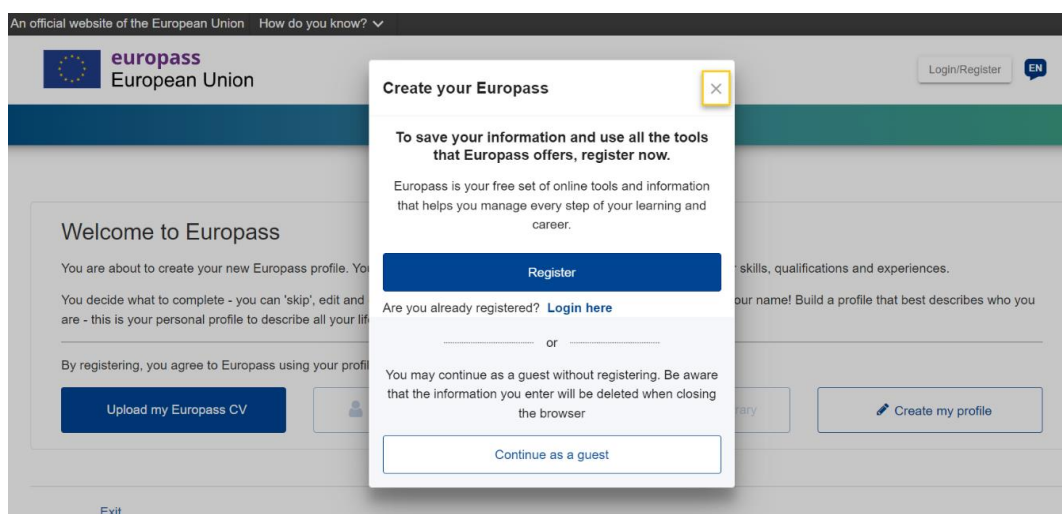 An official website of the European Union How do you know?
europass
European Union
Login/Register
EN
Create your Europass
To save your information and use all the tools
that Europass offers, register now.
Europass is your free set of online tools and information
that helps you manage every step of your learning and
career.
Register
Are you already registered? Login here
or
You may continue as a guest without registering. Be aware
that the information you enter will be deleted when closing
the browser
Continue as a guest
Welcome to Europass
You are about to create your new Europass profile. skills, qualifications and experiences.
You decide what to complete - you can 'skip', edit and our name! Build a profile that best describes who you
are - this is your personal profile to describe all your
By registering, you agree to Europass using your
Upload my Europass CV
Create my profile
Exit